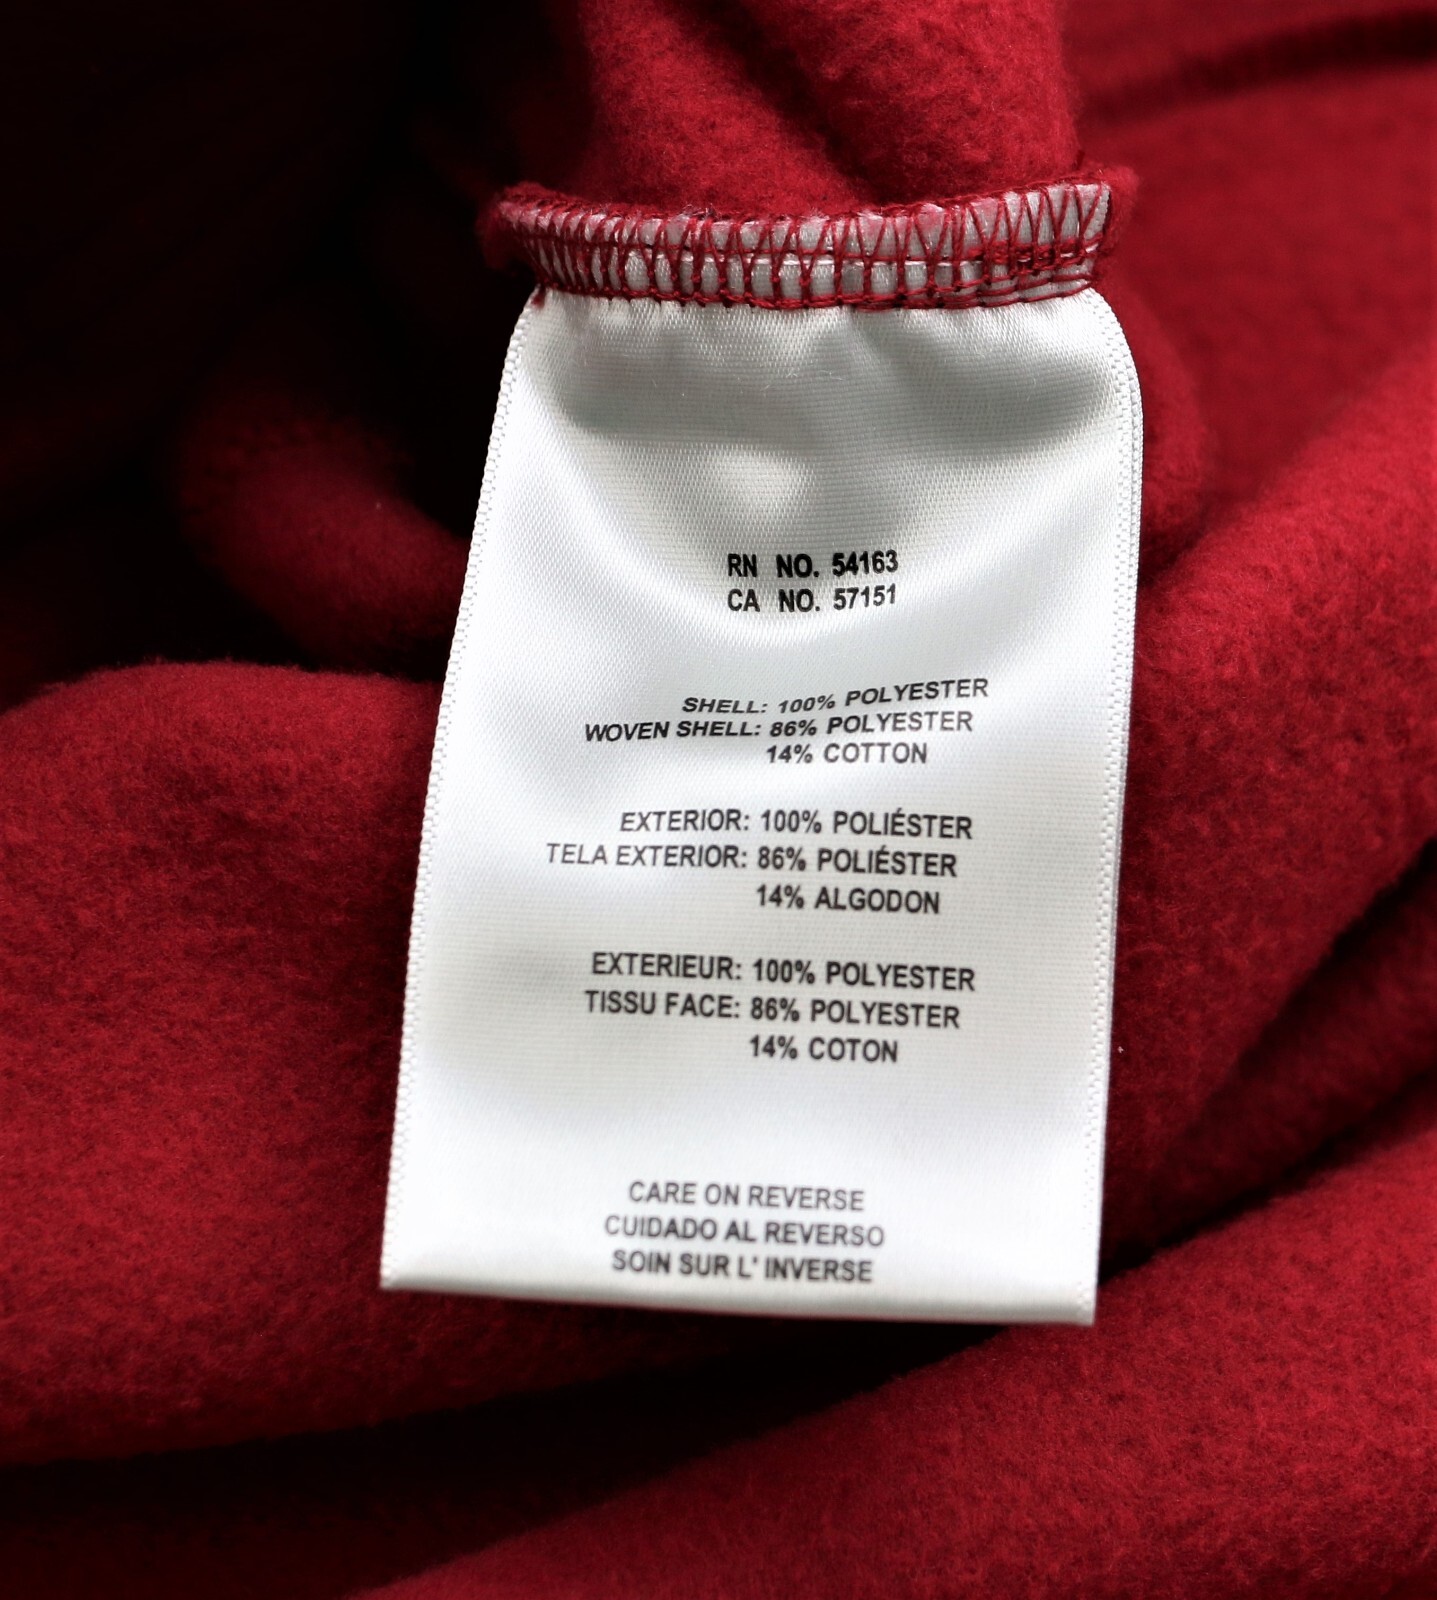 RN NO. 54163
CA NO. 57151
SHELL: 100% POLYESTER
WOVEN SHELL: 86% POLYESTER
14% COTTON
EXTERIOR: 100% POLIÉSTER
TELA EXTERIOR: 86% POLIÉSTER
14% ALGODON
EXTERIEUR: 100% POLYESTER
TISSU FACE: 86% POLYESTER
14% COTON
CARE ON REVERSE
CUIDADO AL REVERSO
SOIN SUR L' INVERSE